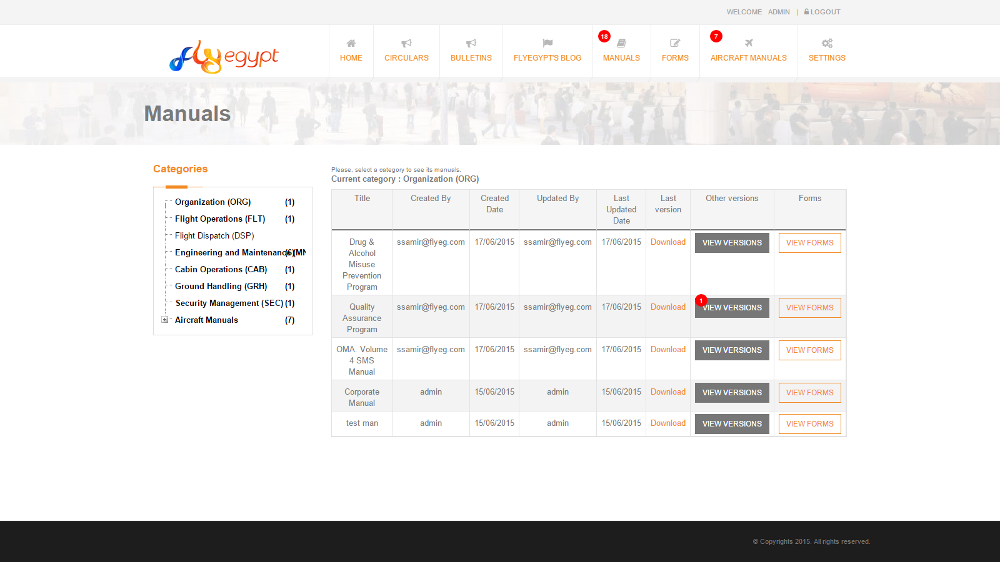 WELCOME ADMIN | LOGOUT
fly egypt
HOME
CIRCULARS
BULLETINS
FLYEGYPT'S BLOG
18
MANUALS
FORMS
7
AIRCRAFT MANUALS
SETTINGS
Manuals
Categories
Organization (ORG) (1)
Flight Operations (FLT) (1)
Flight Dispatch (DSP)
Engineering and Maintenance (MN (6)
Cabin Operations (CAB) (1)
Ground Handling (GRH) (1)
Security Management (SEC) (1)
Aircraft Manuals (7)
Please, select a category to see its manuals.
Current category : Organization (ORG)
Title Created By Created Date Updated By Last Updated Date Last version Other versions Forms
Drug & Alcohol Misuse Prevention Program ssamir@flyeg.com 17/06/2015 ssamir@flyeg.com 17/06/2015 Download VIEW VERSIONS VIEW FORMS
Quality Assurance Program ssamir@flyeg.com 17/06/2015 ssamir@flyeg.com 17/06/2015 Download 1 VIEW VERSIONS VIEW FORMS
OMA. Volume 4 SMS Manual ssamir@flyeg.com 17/06/2015 ssamir@flyeg.com 17/06/2015 Download VIEW VERSIONS VIEW FORMS
Corporate Manual admin 15/06/2015 admin 15/06/2015 Download VIEW VERSIONS VIEW FORMS
test man admin 15/06/2015 admin 15/06/2015 Download VIEW VERSIONS VIEW FORMS
© Copyrights 2015. All rights reserved.